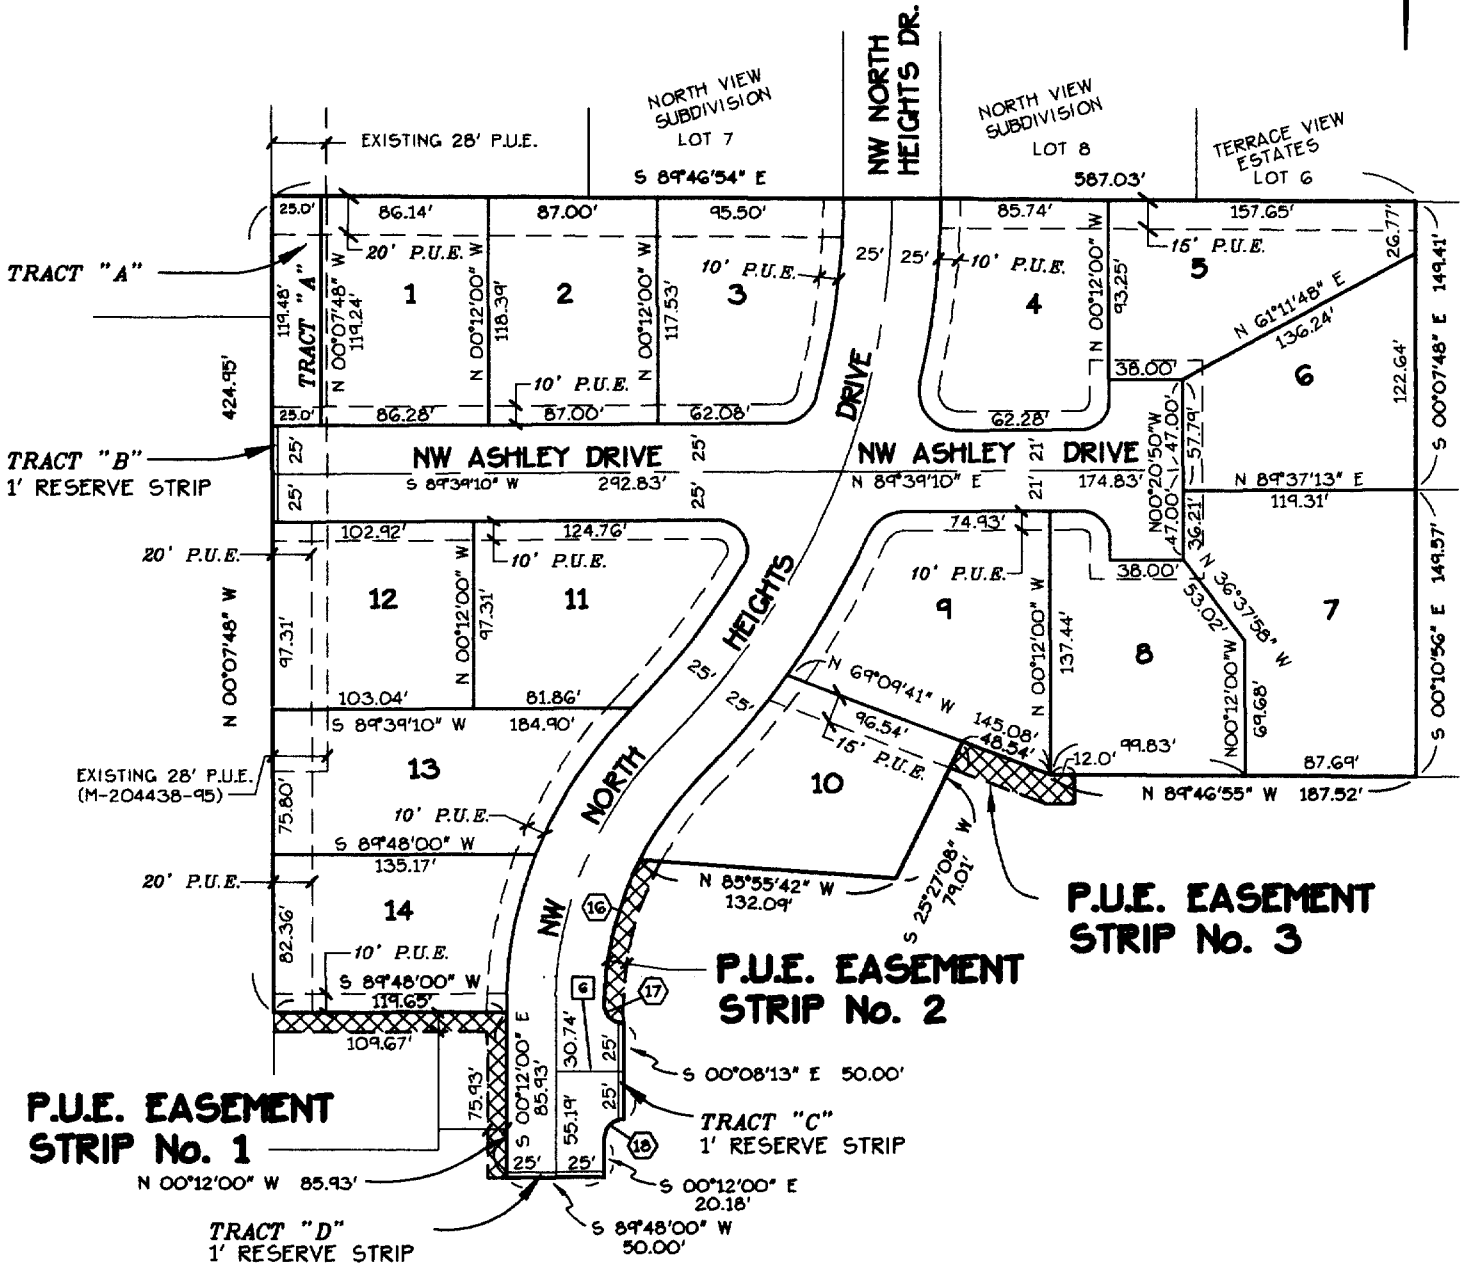 NW NORTH
HEIGHTS DR.
NORTH VIEW
SUBDIVISION
LOT 7
NORTH VIEW
SUBDIVISION
LOT 8
TERRACE VIEW
ESTATES
LOT 6
EXISTING 28' P.U.E.
S 89°46'54" E
587.03'
25.0'
86.14'
87.00'
95.50'
85.74'
157.65'
26.77'
149.41'
S 00°07'48" E
20' P.U.E.
10' P.U.E.
25'
25'
10' P.U.E.
15' P.U.E.
TRACT "A"
119.48'
TRACT "A"
N 00°07'48" W
119.24'
1
N 00°12'00" W
118.39'
2
N 00°12'00" W
117.53'
3
4
N 00°12'00" W
93.25'
5
N 61°11'48" E
136.24'
6
122.64'
424.95'
38.00'
10' P.U.E.
25.0'
86.28'
87.00'
62.08'
62.28'
DRIVE
TRACT "B"
1' RESERVE STRIP
25'
25'
NW ASHLEY DRIVE
S 89°39'10" W
292.83'
25'
25'
NW ASHLEY DRIVE
N 89°39'10" E
174.83'
21'
21'
N00°20'50"W
47.00'
47.00'
57.79'
36.21'
N 89°37'13" E
119.31'
20' P.U.E.
102.92'
124.76'
10' P.U.E.
74.93'
10' P.U.E.
38.00'
N 36°37'58" W
53.02'
149.57'
S 00°10'56" E
N 00°07'48" W
97.31'
12
N 00°12'00" W
97.31'
11
HEIGHTS
9
N 00°12'00" W
137.44'
8
7
N00°12'00"W
69.68'
103.04'
81.86'
S 89°39'10" W
184.90'
25'
25'
N 69°09'41" W
145.08'
96.54'
48.54'
15' P.U.E.
12.0'
99.83'
87.69'
N 89°46'55" W 187.52'
EXISTING 28' P.U.E.
(M-204438-95)
75.80'
13
NORTH
10
10' P.U.E.
S 89°48'00" W
135.17'
20' P.U.E.
14
82.36'
10' P.U.E.
S 89°48'00" W
119.65'
NW
16
N 85°55'42" W
132.09'
S 25°27'08" W
79.01'
P.U.E. EASEMENT
STRIP No. 3
P.U.E. EASEMENT
STRIP No. 2
6
17
109.67'
75.93'
S 00°12'00" E
85.93'
30.74'
25'
25'
S 00°08'13" E 50.00'
P.U.E. EASEMENT
STRIP No. 1
TRACT "C"
1' RESERVE STRIP
55.19'
18
25'
25'
N 00°12'00" W 85.93'
S 00°12'00" E
20.18'
TRACT "D"
1' RESERVE STRIP
S 89°48'00" W
50.00'